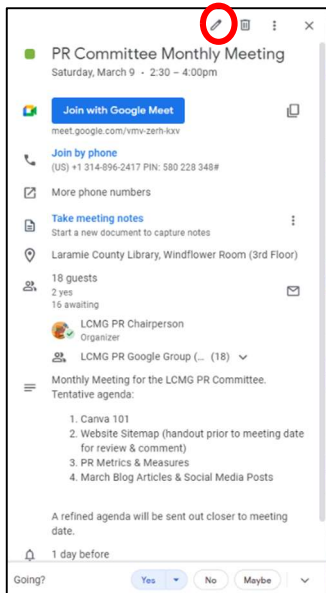 PR Committee Monthly Meeting
Saturday, March 9 · 2:30 – 4:00pm
Join with Google Meet
meet.google.com/vmv-zerh-kxv
Join by phone
(US) +1 314-896-2417 PIN: 580 228 348#
More phone numbers
Take meeting notes
Start a new document to capture notes
Laramie County Library, Windflower Room (3rd Floor)
18 guests
2 yes
16 awaiting
LCMG PR Chairperson
Organizer
LCMG PR Google Group (... (18)
Monthly Meeting for the LCMG PR Committee.
Tentative agenda:
1. Canva 101
2. Website Sitemap (handout prior to meeting date
for review & comment)
3. PR Metrics & Measures
4. March Blog Articles & Social Media Posts
A refined agenda will be sent out closer to meeting
date.
1 day before
Going?
Yes
No
Maybe